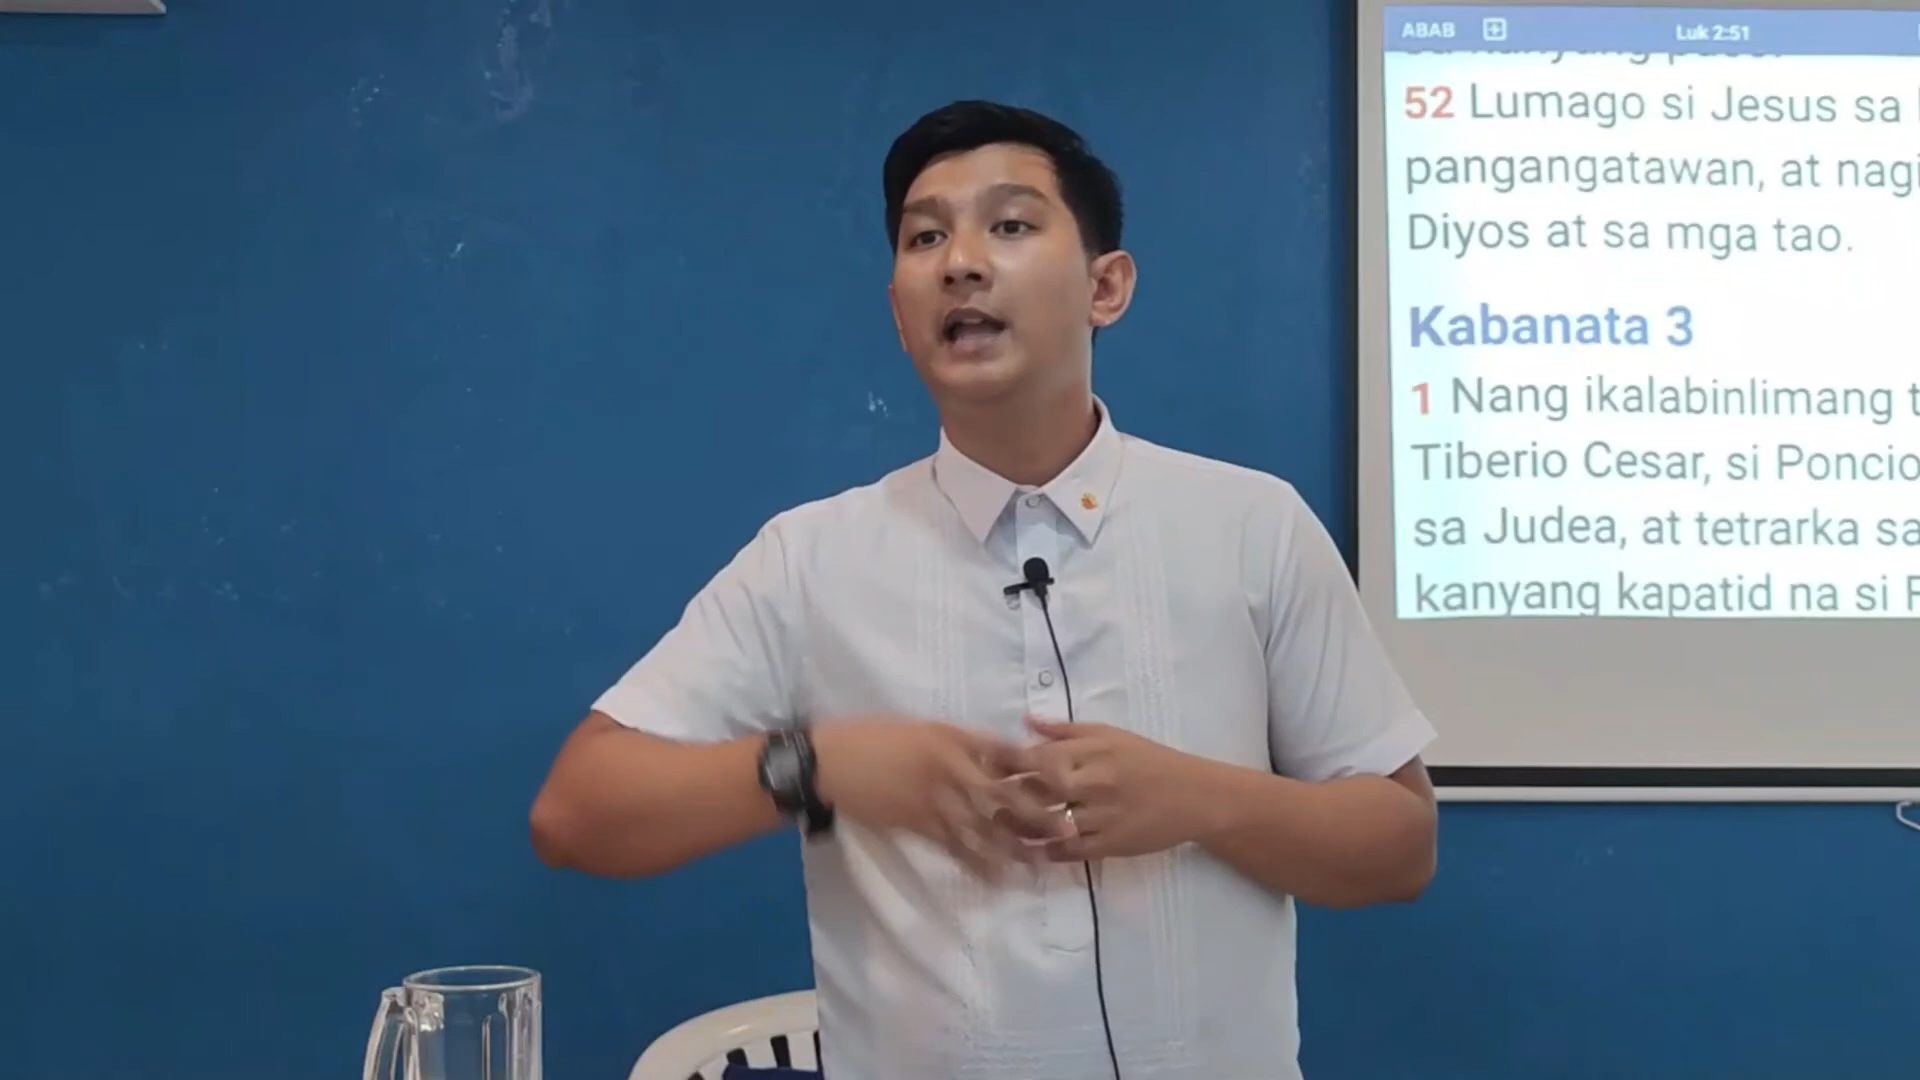 ABAB Luk 2:51
52 Lumago si Jesus sa
pangangatawan, at nagi
Diyos at sa mga tao.
Kabanata 3
1 Nang ikalabinlimang t
Tiberio Cesar, si Poncio
sa Judea, at tetrarka sa
kanyang kapatid na si F